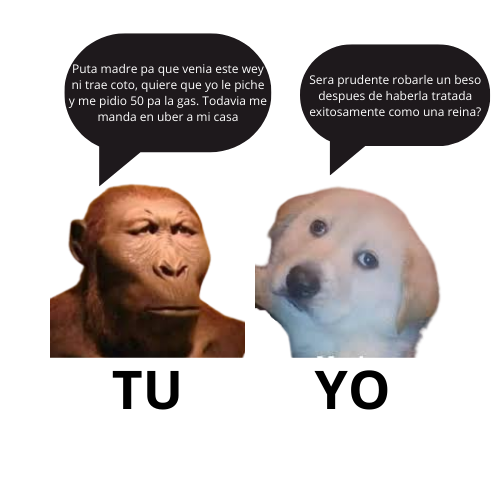 Puta madre pa que venia este wey
ni trae coto, quiere que yo le piche
y me pidio 50 pa la gas. Todavia me
manda en uber a mi casa
Sera prudente robarle un beso
despues de haberla tratada
exitosamente como una reina?
TU
YO